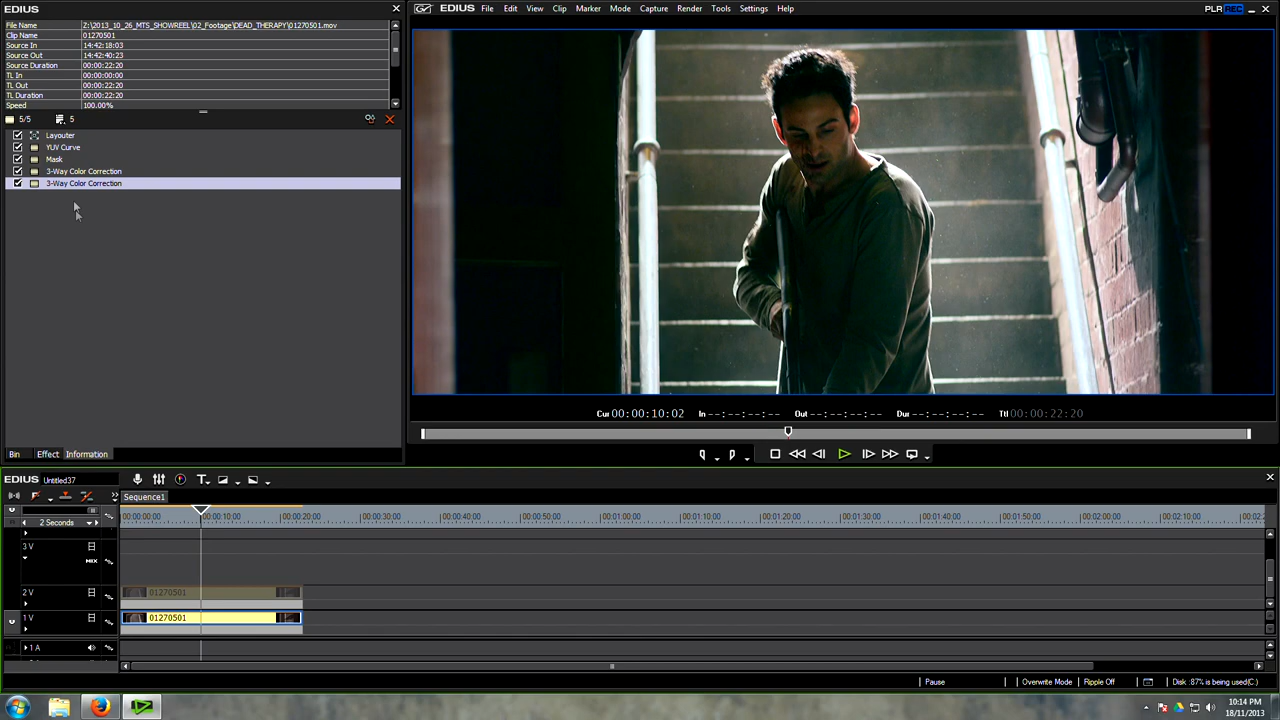 EDIUS
File Name Z:\2013_10_26_MTS_SHOWREEL\02_Footage\DEAD_THERAPY\01270501.mov
Clip Name 01270501
Source In 14:42:18:03
Source Out 14:42:40:23
Source Duration 00:00:22:20
TL In 00:00:00:00
TL Out 00:00:22:20
TL Duration 00:00:22:20
Speed 100.00%
5/5 5
Layouter
YUV Curve
Mask
3-Way Color Correction
3-Way Color Correction
Bin Effect Information
EDIUS File Edit View Clip Marker Mode Capture Render Tools Settings Help PLR REC
Cur 00:00:10:02 In --:--:--:-- Out --:--:--:-- Dur --:--:--:-- Ttl 00:00:22:20
EDIUS Untitled37
Sequence1
2 Seconds 00:00:00:00 00:00:10:00 00:00:20:00 00:00:30:00 00:00:40:00 00:00:50:00 00:01:00:00 00:01:10:00 00:01:20:00 00:01:30:00 00:01:40:00 00:01:50:00 00:02:00:00 00:02:10:00 00:02:2
3 V
MIX
2 V 01270501
1 V 01270501
1 A
Pause Overwrite Mode Ripple Off Disk :87% is being used(C:)
10:14 PM
18/11/2013